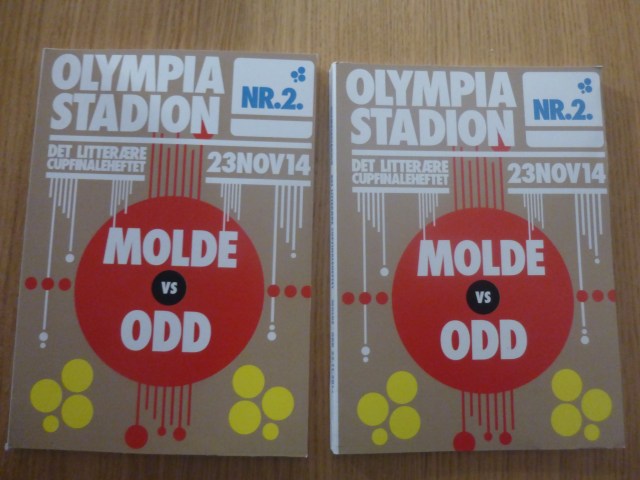 OLYMPIA
STADION
NR.2.
DET LITTERÆRE
CUPFINALEHEFTET
23NOV14
MOLDE
VS
ODD
OLYMPIA
STADION
NR.2.
DET LITTERÆRE
CUPFINALEHEFTET
23NOV14
MOLDE
VS
ODD